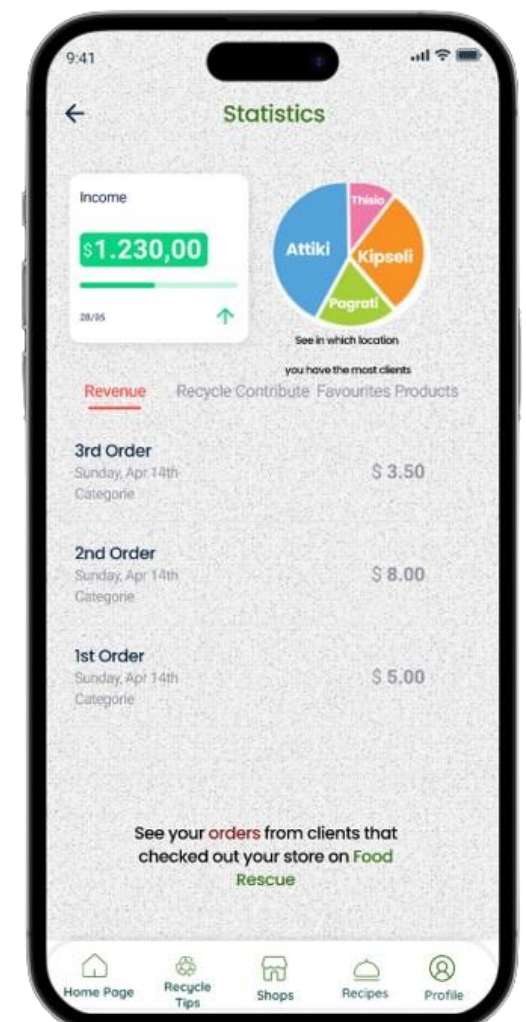 9:41
Statistics
Income
$1.230,00
28/05
Thisio
Attiki
Kipseli
Pagrati
See in which location
you have the most clients
Revenue Recycle Contribute Favourites Products
3rd Order
Sunday, Apr 14th
Categorie
$ 3.50
2nd Order
Sunday, Apr 14th
Categorie
$ 8.00
1st Order
Sunday, Apr 14th
Categorie
$ 5.00
See your orders from clients that
checked out your store on Food
Rescue
Home Page
Recycle
Tips
Shops
Recipes
Profile